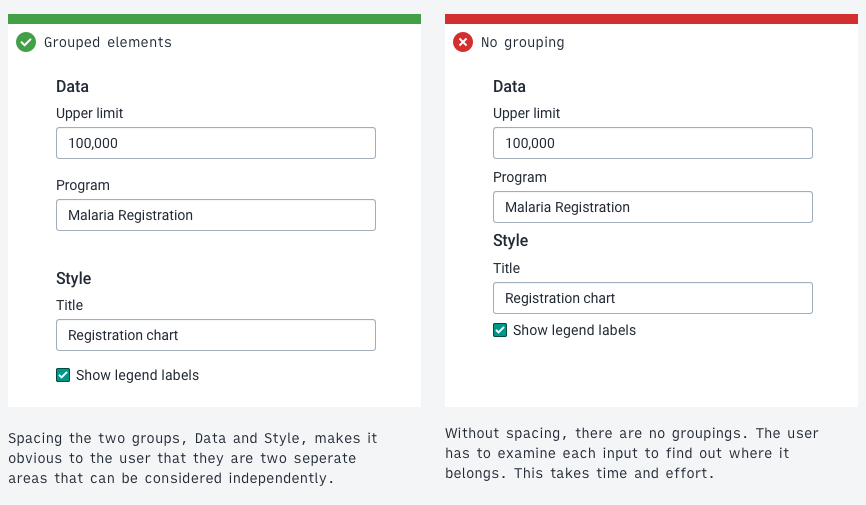 Grouped elements
Data
Upper limit
100,000
Program
Malaria Registration
Style
Title
Registration chart
Show legend labels
Spacing the two groups, Data and Style, makes it
obvious to the user that they are two seperate
areas that can be considered independently.
No grouping
Data
Upper limit
100,000
Program
Malaria Registration
Style
Title
Registration chart
Show legend labels
Without spacing, there are no groupings. The user
has to examine each input to find out where it
belongs. This takes time and effort.